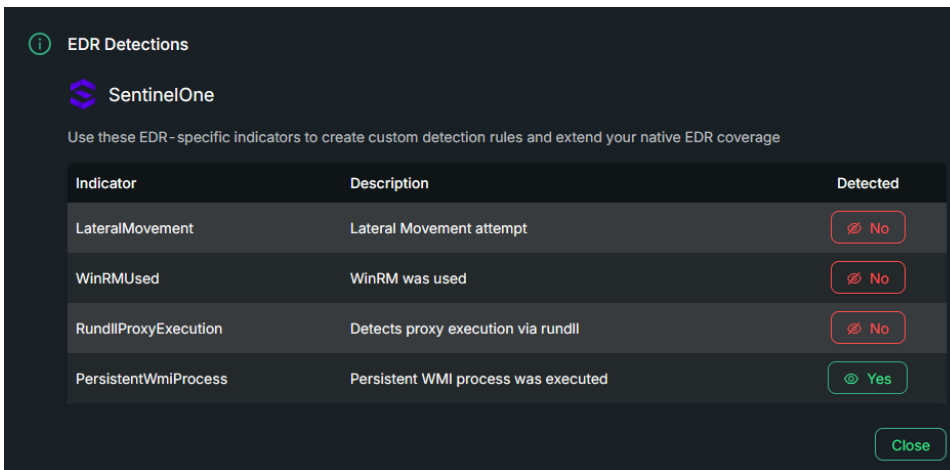 EDR Detections
SentinelOne
Use these EDR-specific indicators to create custom detection rules and extend your native EDR coverage
Indicator Description Detected
LateralMovement Lateral Movement attempt No
WinRMUsed WinRM was used No
RundllProxyExecution Detects proxy execution via rundll No
PersistentWmiProcess Persistent WMI process was executed Yes
Close